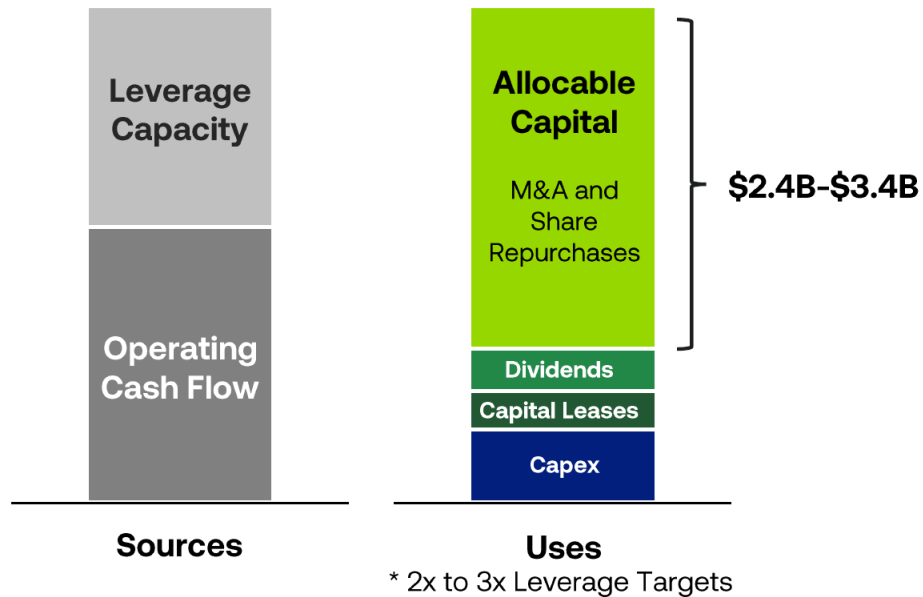 Leverage
Capacity
Operating
Cash Flow
Sources
Allocable
Capital
M&A and
Share
Repurchases
$2.4B-$3.4B
Dividends
Capital Leases
Capex
Uses
* 2x to 3x Leverage Targets